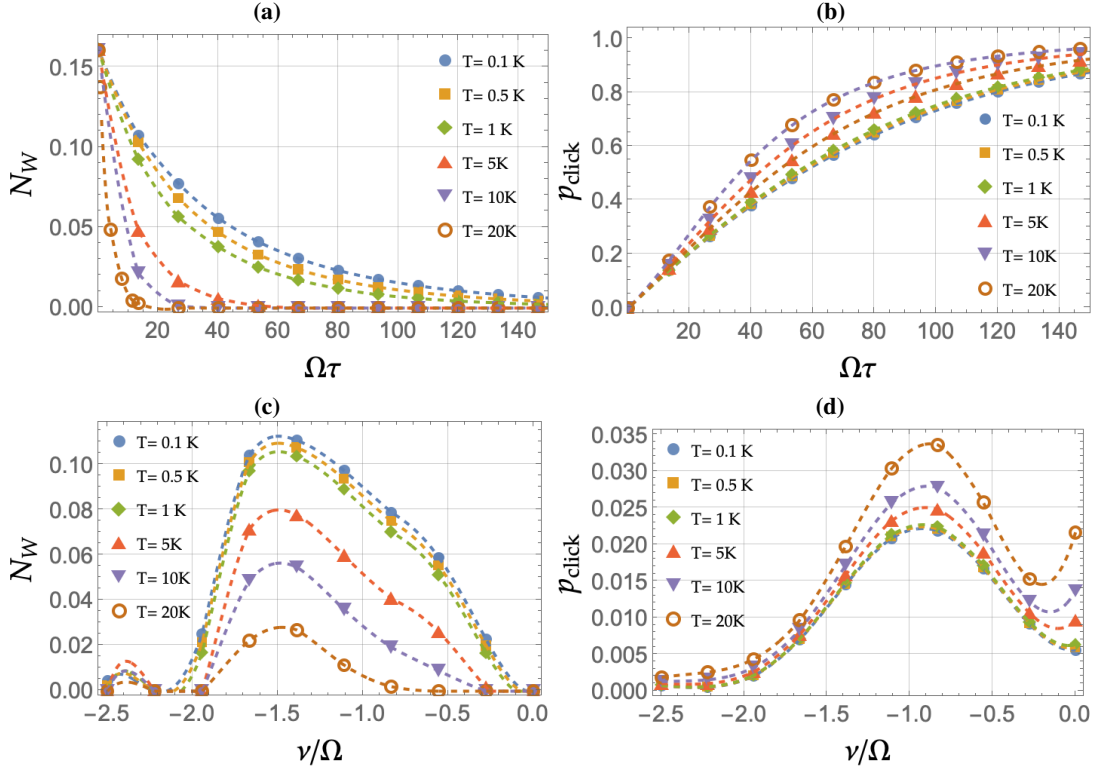 (a)
N_W
0.15
0.10
0.05
0.00
20 40 60 80 100 120 140
Ωτ
T= 0.1 K
T= 0.5 K
T= 1 K
T= 5K
T= 10K
T= 20K
(b)
p_click
1.0
0.8
0.6
0.4
0.2
0.0
20 40 60 80 100 120 140
Ωτ
T= 0.1 K
T= 0.5 K
T= 1 K
T= 5K
T= 10K
T= 20K
(c)
N_W
0.10
0.08
0.06
0.04
0.02
0.00
−2.5 −2.0 −1.5 −1.0 −0.5 0.0
ν/Ω
T= 0.1 K
T= 0.5 K
T= 1 K
T= 5K
T= 10K
T= 20K
(d)
p_click
0.035
0.030
0.025
0.020
0.015
0.010
0.005
0.000
−2.5 −2.0 −1.5 −1.0 −0.5 0.0
ν/Ω
T= 0.1 K
T= 0.5 K
T= 1 K
T= 5K
T= 10K
T= 20K